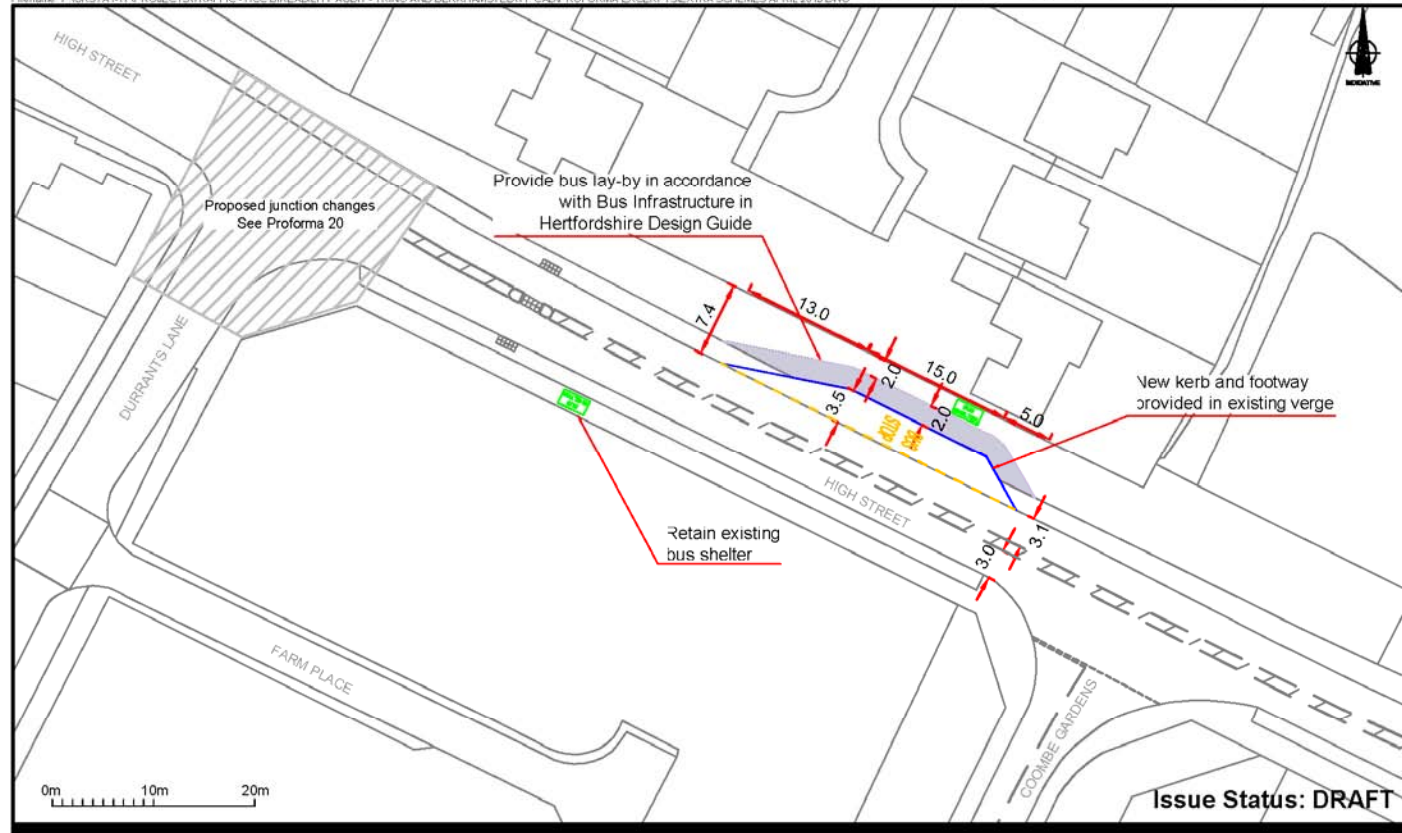 HIGH STREET
INDICATIVE
Provide bus lay-by in accordance
with Bus Infrastructure in
Hertfordshire Design Guide
Proposed junction changes
See Proforma 20
DURRANTS LANE
7.4
13.0
2.0
15.0
5.0
3.5
2.0
BUS
STOP
New kerb and footway
provided in existing verge
HIGH STREET
3.1
3.0
Retain existing
bus shelter
FARM PLACE
COOMBE GARDENS
0m
10m
20m
Issue Status: DRAFT